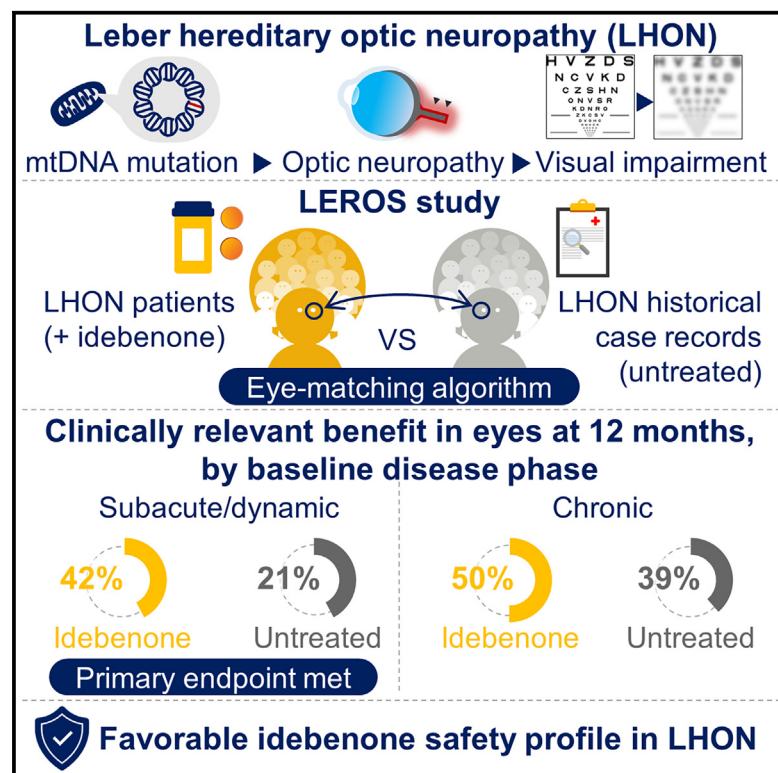 Leber hereditary optic neuropathy (LHON)
H V Z D S
N C V K D
C Z S H N
O N V S R
K D N R O
Z K C S V
D V O H C
mtDNA mutation ▶ Optic neuropathy ▶ Visual impairment
LEROS study
LHON patients
(+ idebenone)
VS
LHON historical
case records
(untreated)
Eye-matching algorithm
Clinically relevant benefit in eyes at 12 months,
by baseline disease phase
Subacute/dynamic
42%
Idebenone
21%
Untreated
Primary endpoint met
Chronic
50%
Idebenone
39%
Untreated
Favorable idebenone safety profile in LHON